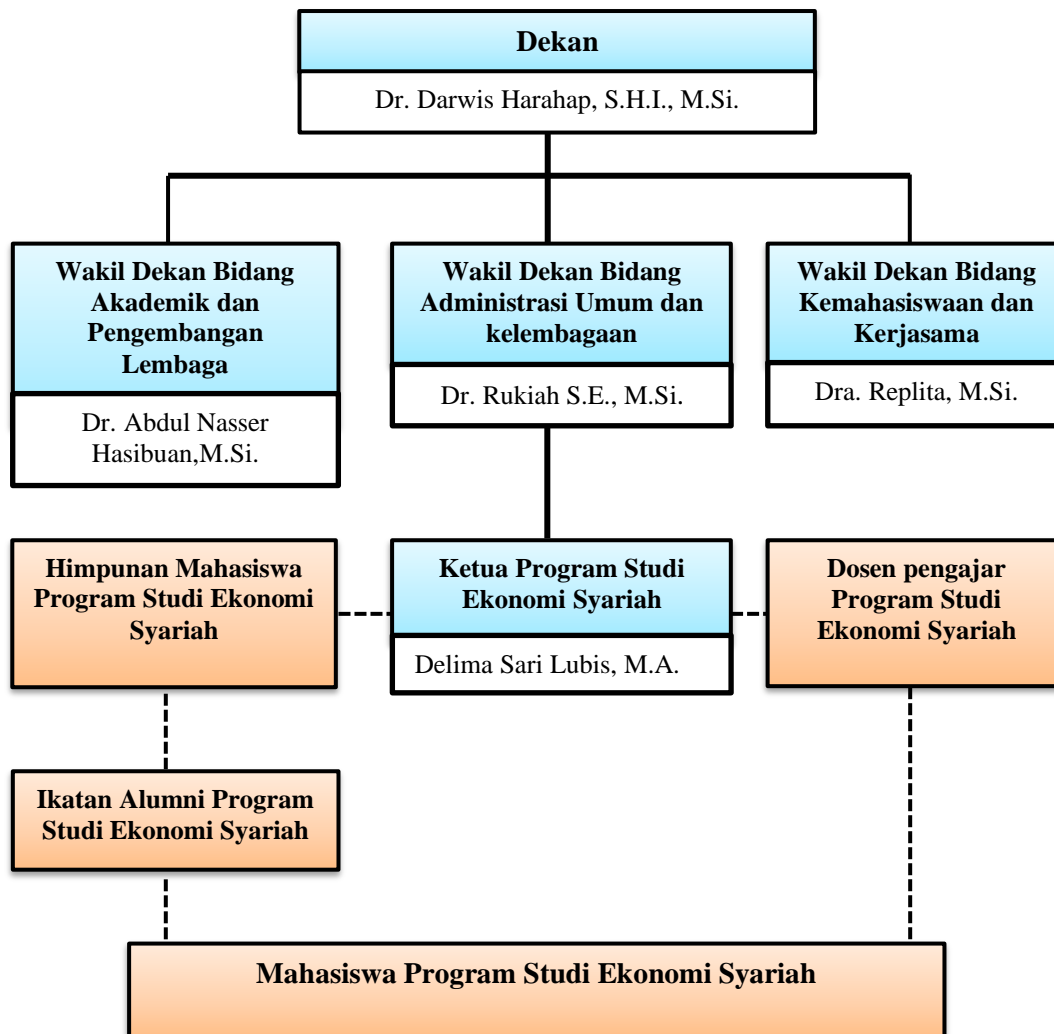 Dekan
Dr. Darwis Harahap, S.H.I., M.Si.
Wakil Dekan Bidang
Akademik dan
Pengembangan
Lembaga
Dr. Abdul Nasser
Hasibuan,M.Si.
Wakil Dekan Bidang
Administrasi Umum dan
kelembagaan
Dr. Rukiah S.E., M.Si.
Wakil Dekan Bidang
Kemahasiswaan dan
Kerjasama
Dra. Replita, M.Si.
Himpunan Mahasiswa
Program Studi Ekonomi
Syariah
Ketua Program Studi
Ekonomi Syariah
Delima Sari Lubis, M.A.
Dosen pengajar
Program Studi
Ekonomi Syariah
Ikatan Alumni Program
Studi Ekonomi Syariah
Mahasiswa Program Studi Ekonomi Syariah